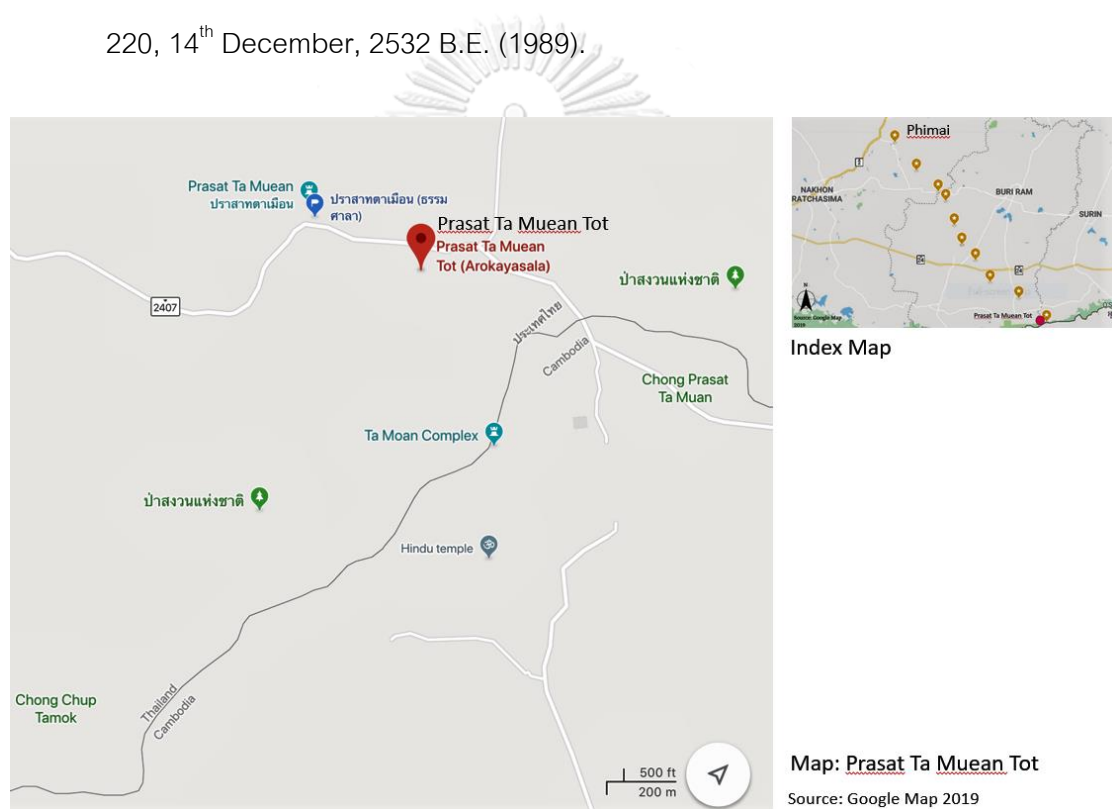 220, 14th December, 2532 B.E. (1989).
Prasat Ta Muean
ปราสาทตาเมือน
ปราสาทตาเมือน (ธรรม
ศาลา)
Prasat Ta Muean Tot
Prasat Ta Muean
Tot (Arokayasala)
ป่าสงวนแห่งชาติ
2407
ประเทศไทย
Cambodia
Chong Prasat
Ta Muan
Ta Moan Complex
ป่าสงวนแห่งชาติ
Hindu temple
Chong Chup
Tamok
Thailand
Cambodia
500 ft
200 m
Phimai
NAKHON
RATCHASIMA
BURI RAM
SURIN
24
24
N
Source: Google Map
2019
Prasat Ta Muean Tot
Index Map
Map: Prasat Ta Muean Tot
Source: Google Map 2019